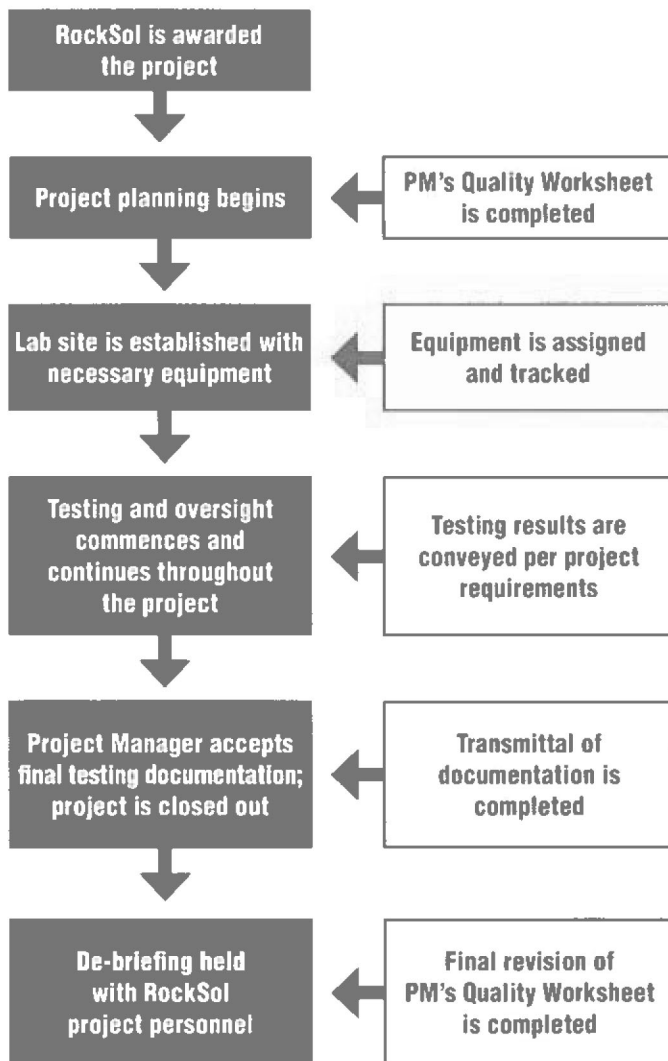 RockSol is awarded
the project
Project planning begins
PM's Quality Worksheet
is completed
Lab site is established with
necessary equipment
Equipment is assigned
and tracked
Testing and oversight
commences and
continues throughout
the project
Testing results are
conveyed per project
requirements
Project Manager accepts
final testing documentation;
project is closed out
Transmittal of
documentation is
completed
De-briefing held
with RockSol
project personnel
Final revision of
PM's Quality Worksheet
is completed